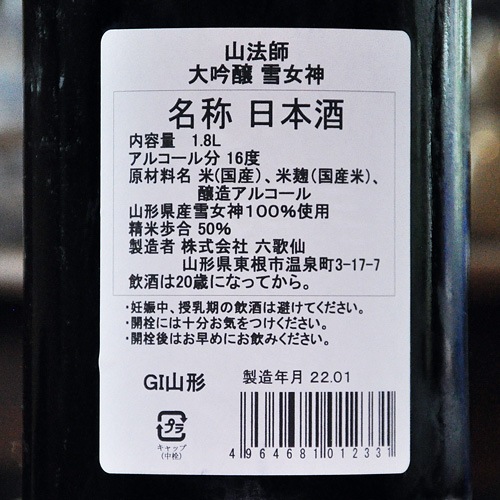 山法師
大吟醸 雪女神
名称 日本酒
内容量 1.8L
アルコール分 16度
原材料名 米(国産)、米麹(国産米)、
醸造アルコール
山形県産雪女神100%使用
精米歩合 50%
製造者 株式会社 六歌仙
山形県東根市温泉町3-17-7
飲酒は20歳になってから。
・妊娠中、授乳期の飲酒は避けてください。
・開栓には十分お気をつけください。
・開栓後はお早めにお飲みください。
GI山形
製造年月 22.01
プラ
キャップ
(中栓)
4964681012331